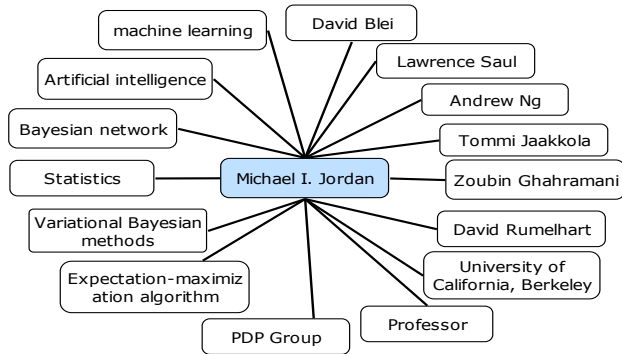 David Blei
machine learning
Lawrence Saul
Artificial intelligence
Andrew Ng
Bayesian network
Tommi Jaakkola
Statistics
Michael I. Jordan
Zoubin Ghahramani
Variational Bayesian
methods
David Rumelhart
Expectation-maximiz
ation algorithm
University of
California, Berkeley
PDP Group
Professor